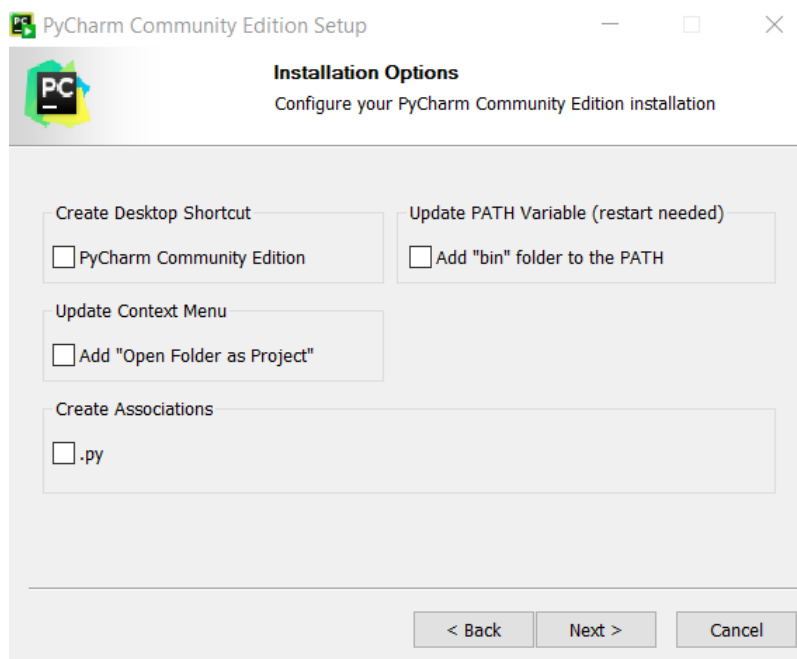 PyCharm Community Edition Setup
PC
Installation Options
Configure your PyCharm Community Edition installation
Create Desktop Shortcut
PyCharm Community Edition
Update PATH Variable (restart needed)
Add "bin" folder to the PATH
Update Context Menu
Add "Open Folder as Project"
Create Associations
.py
< Back
Next >
Cancel